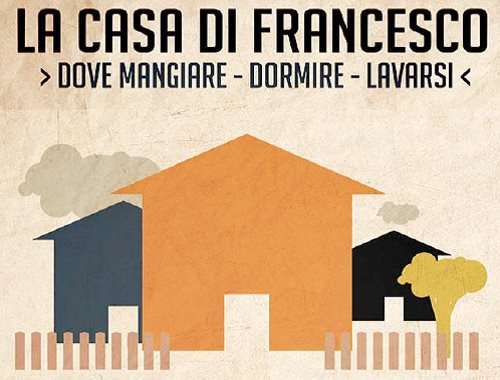 LA CASA DI FRANCESCO
> DOVE MANGIARE - DORMIRE - LAVARSI <